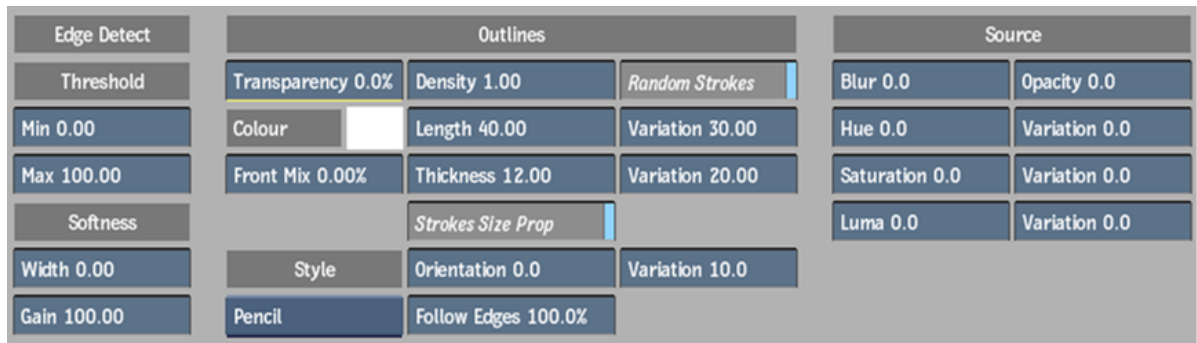 Edge Detect
Outlines
Source
Threshold
Transparency 0.0%
Density 1.00
Random Strokes
Blur 0.0
Opacity 0.0
Min 0.00
Colour
Length 40.00
Variation 30.00
Hue 0.0
Variation 0.0
Max 100.00
Front Mix 0.00%
Thickness 12.00
Variation 20.00
Saturation 0.0
Variation 0.0
Softness
Strokes Size Prop
Luma 0.0
Variation 0.0
Width 0.00
Style
Orientation 0.0
Variation 10.0
Gain 100.00
Pencil
Follow Edges 100.0%